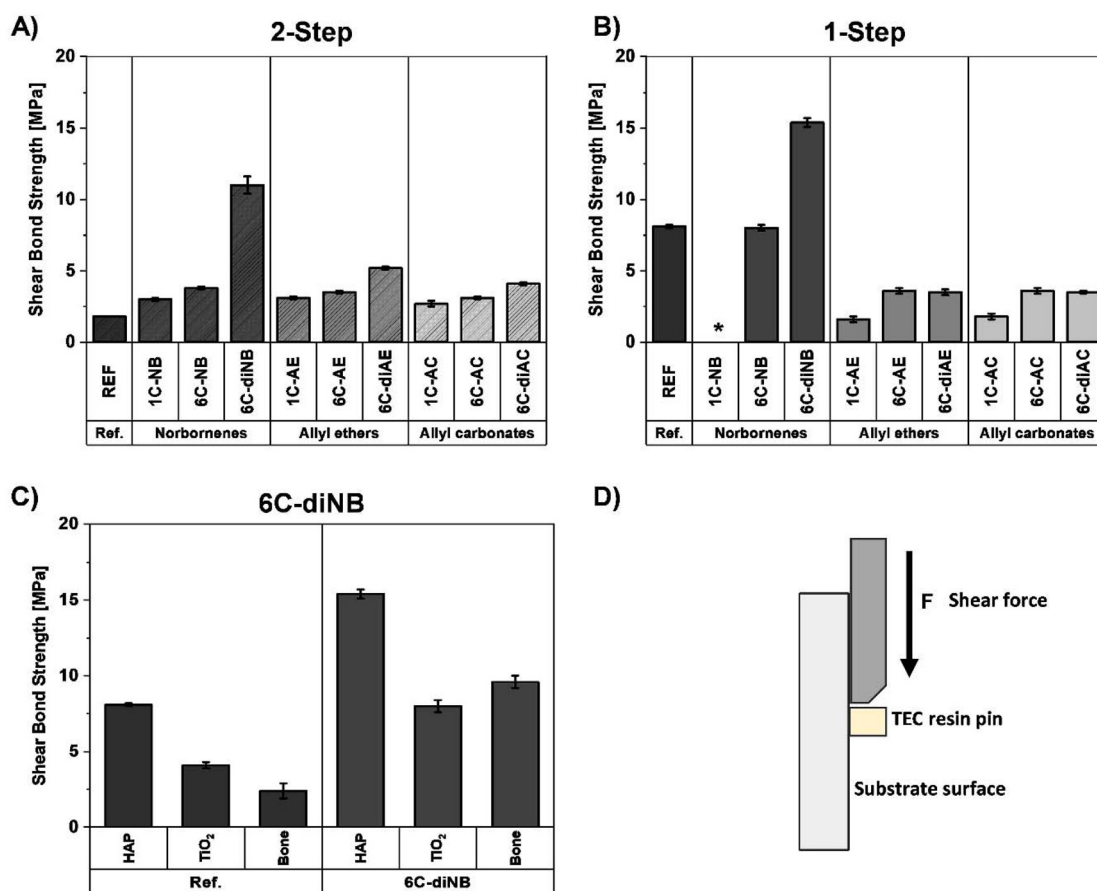 A)
2-Step
Shear Bond Strength [MPa]
20
15
10
5
0
REF
1C-NB
6C-NB
6C-diNB
1C-AE
6C-AE
6C-diAE
1C-AC
6C-AC
6C-diAC
Ref.
Norbornenes
Allyl ethers
Allyl carbonates
B)
1-Step
Shear Bond Strength [MPa]
20
15
10
5
0
*
REF
1C-NB
6C-NB
6C-diNB
1C-AE
6C-AE
6C-diAE
1C-AC
6C-AC
6C-diAC
Ref.
Norbornenes
Allyl ethers
Allyl carbonates
C)
6C-diNB
Shear Bond Strength [MPa]
20
15
10
5
0
HAP
TiO₂
Bone
HAP
TiO₂
Bone
Ref.
6C-diNB
D)
F Shear force
TEC resin pin
Substrate surface